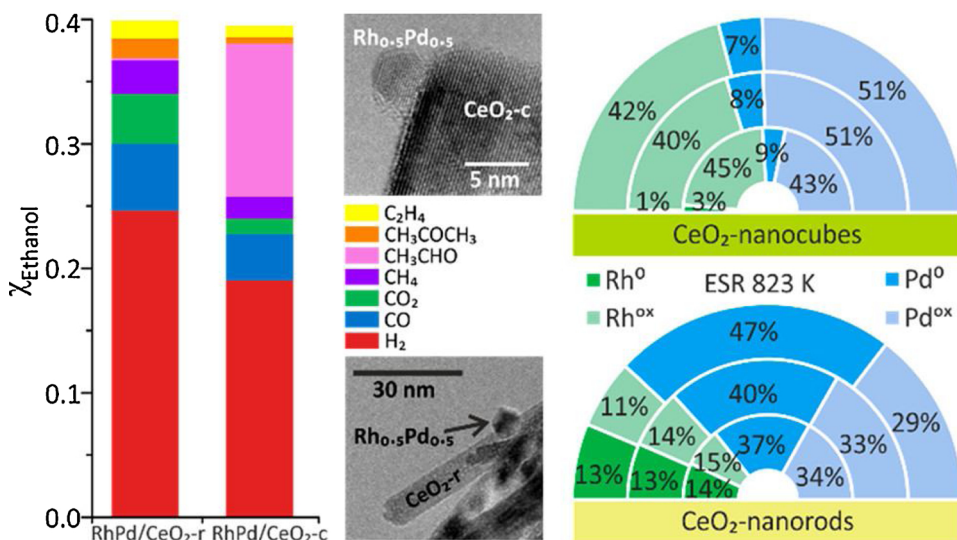 0.4
0.3
0.2
0.1
0.0
χEthanol
RhPd/CeO₂-r
RhPd/CeO₂-c
Rh₀.₅Pd₀.₅
CeO₂-c
5 nm
C₂H₄
CH₃COCH₃
CH₃CHO
CH₄
CO₂
CO
H₂
30 nm
Rh₀.₅Pd₀.₅
CeO₂-r
7%
42%
51%
8%
40%
51%
9%
45%
43%
1%
3%
CeO₂-nanocubes
Rh⁰
ESR 823 K
Pd⁰
Rhᵒˣ
Pdᵒˣ
47%
11%
40%
29%
14%
37%
33%
15%
34%
13%
13%
14%
CeO₂-nanorods